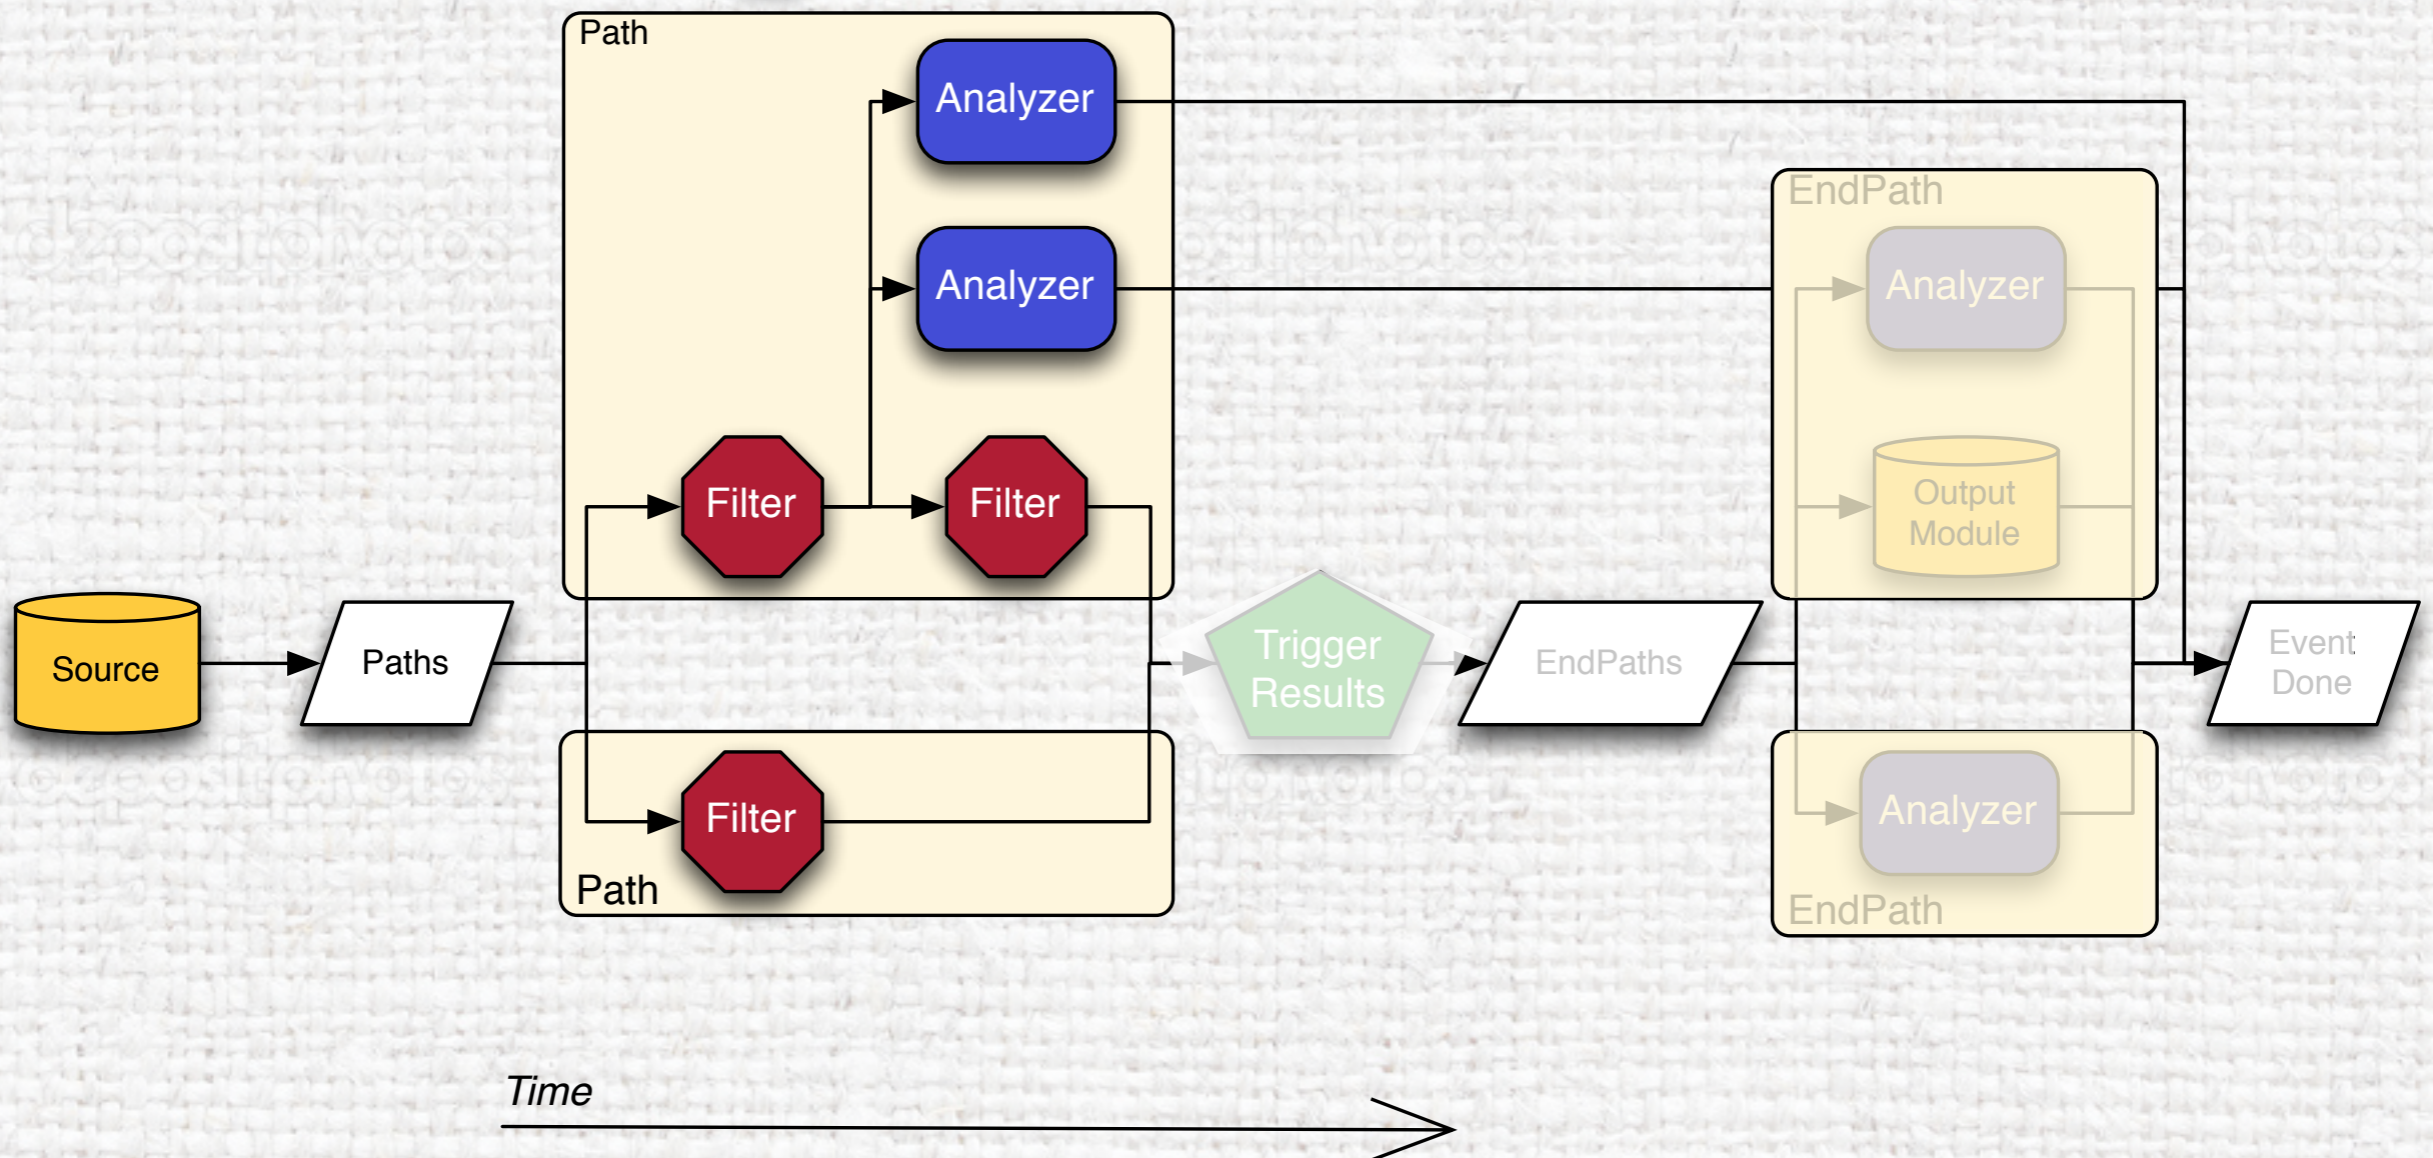 Path
Analyzer
Analyzer
Filter
Filter
Source
Paths
Filter
Path
Trigger
Results
EndPaths
EndPath
Analyzer
Output
Module
Analyzer
EndPath
Event
Done
Time
depositphotos